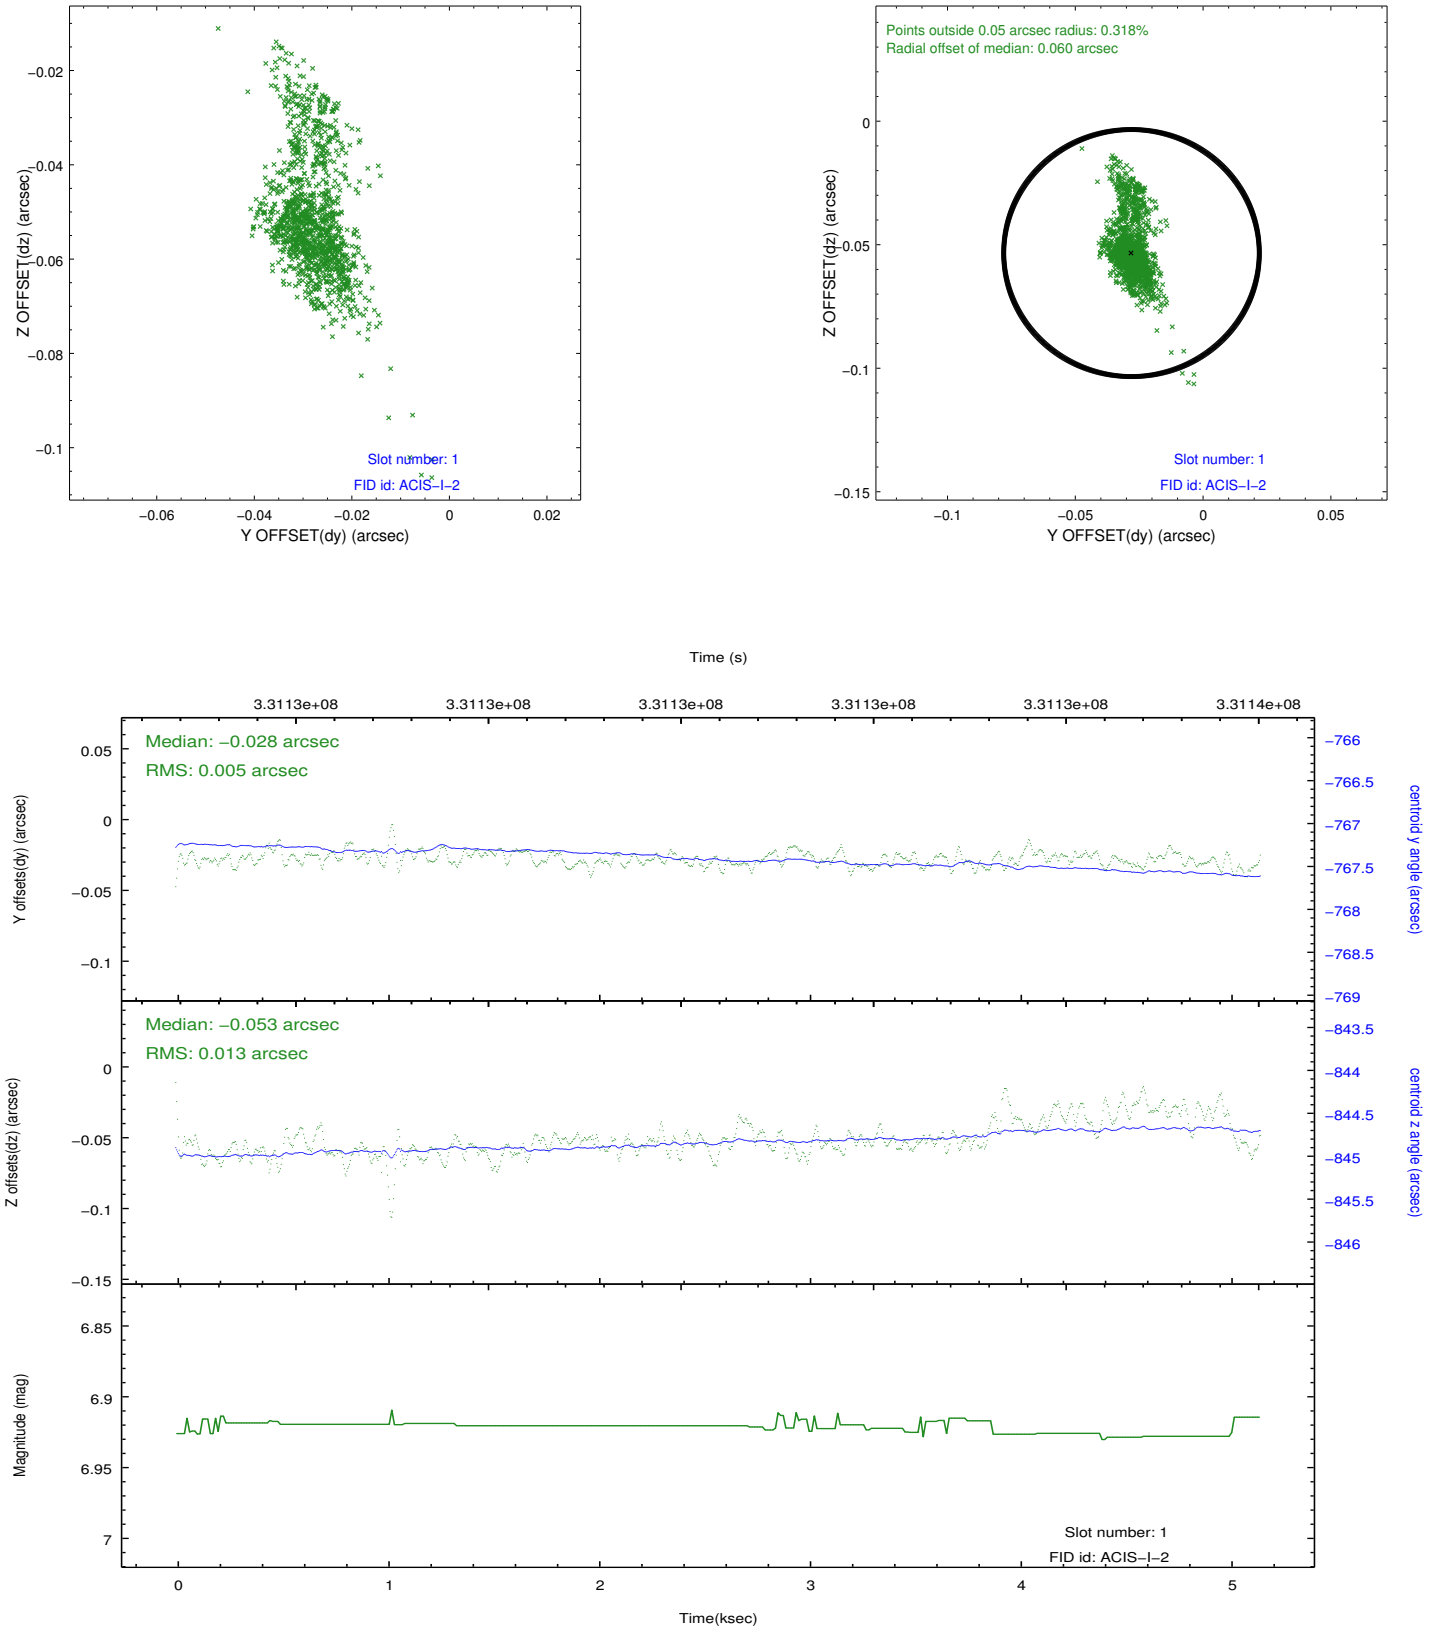 −0.02
−0.04
−0.06
−0.08
−0.1
Z OFFSET(dz) (arcsec)
Slot number: 1
FID id: ACIS−I−2
−0.06
−0.04
−0.02
0
0.02
Y OFFSET(dy) (arcsec)
Points outside 0.05 arcsec radius: 0.318%
Radial offset of median: 0.060 arcsec
0
−0.05
−0.1
−0.15
Z OFFSET(dz) (arcsec)
Slot number: 1
FID id: ACIS−I−2
−0.1
−0.05
0
0.05
Y OFFSET(dy) (arcsec)
Time (s)
3.3113e+08
3.3113e+08
3.3113e+08
3.3113e+08
3.3113e+08
3.3114e+08
Median: −0.028 arcsec
RMS: 0.005 arcsec
0.05
0
−0.05
−0.1
Y offsets(dy) (arcsec)
−766
−766.5
−767
−767.5
−768
−768.5
−769
centroid y angle (arcsec)
Median: −0.053 arcsec
RMS: 0.013 arcsec
0
−0.05
−0.1
−0.15
Z offsets(dz) (arcsec)
−843.5
−844
−844.5
−845
−845.5
−846
centroid z angle (arcsec)
6.85
6.9
6.95
7
Magnitude (mag)
Slot number: 1
FID id: ACIS−I−2
0
1
2
3
4
5
Time(ksec)